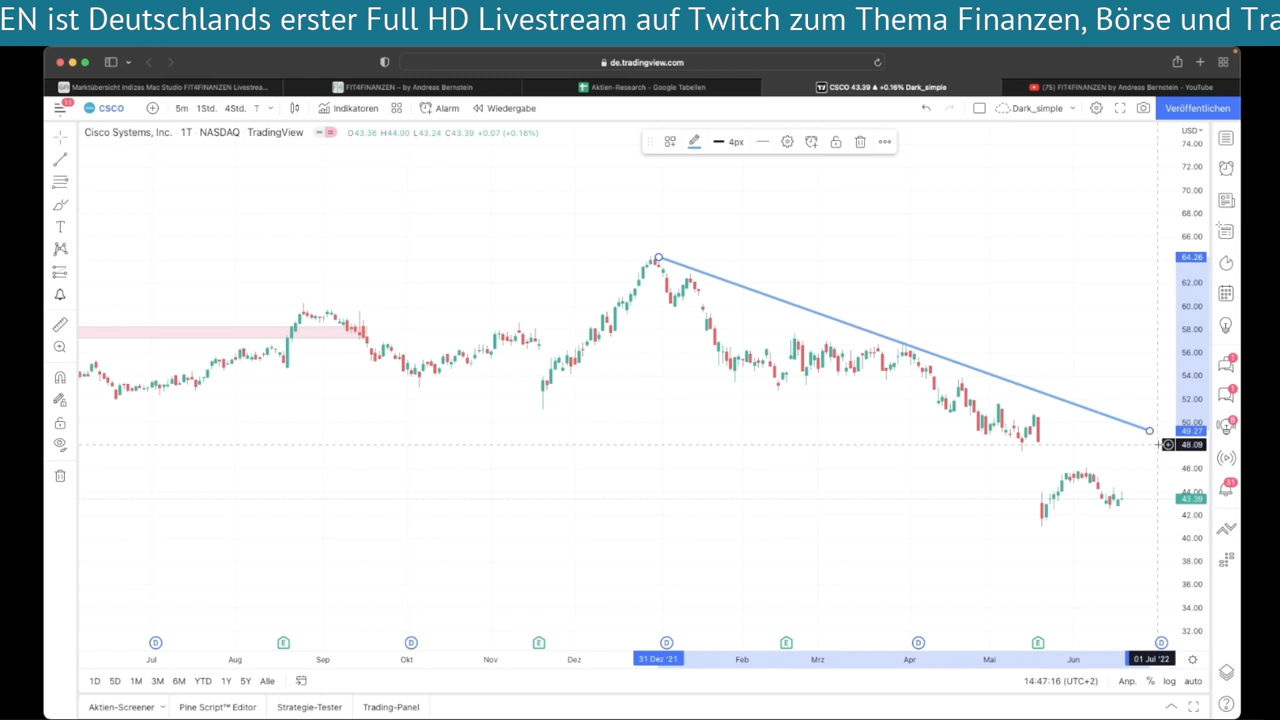 EN ist Deutschlands erster Full HD Livestream auf Twitch zum Thema Finanzen, Börse und Tra
de.tradingview.com
Marktübersicht Indizes Mac Studio FIT4FINANZEN Livestrea...
FIT4FINANZEN – by Andreas Bernstein
Aktien-Research - Google Tabellen
CSCO 43.39 ▲ +0.16% Dark_simple
(75) FIT4FINANZEN by Andreas Bernstein - YouTube
11
CSCO
5m 1Std. 4Std. T
Indikatoren
Alarm
Wiedergabe
Dark_simple
Veröffentlichen
Cisco Systems, Inc. 1T NASDAQ TradingView
O43.36 H44.00 L43.24 C43.39 +0.07 (+0.16%)
4px
USD
74.00
72.00
70.00
68.00
66.00
64.26
62.00
60.00
58.00
56.00
54.00
52.00
50.00
49.27
48.09
46.00
44.00
43.39
42.00
40.00
38.00
36.00
34.00
32.00
1
1
6
31
D E D E D E D E D
Jul Aug Sep Okt Nov Dez 31 Dez '21 Feb Mrz Apr Mai Jun 01 Jul '22
1D 5D 1M 3M 6M YTD 1Y 5Y Alle
14:47:16 (UTC+2) Anp. % log auto
Aktien-Screener Pine Script™ Editor Strategie-Tester Trading-Panel